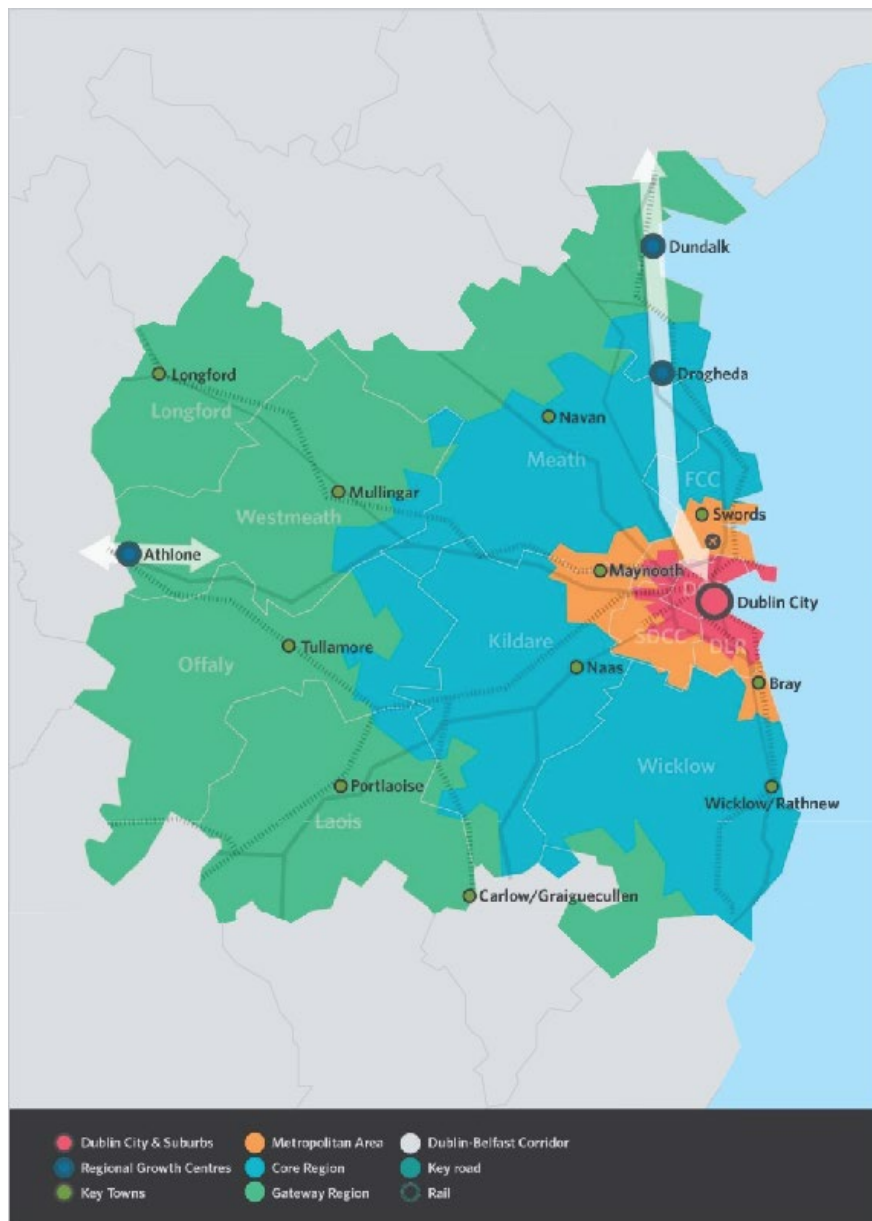 Dundalk
Longford
Drogheda
Longford
Navan
Meath
FCC
Mullingar
Westmeath
Swords
Athlone
Maynooth
Dublin City
Kildare
SDCC
DLR
Tullamore
Offaly
Naas
Bray
Wicklow
Portlaoise
Wicklow/Rathnew
Laois
Carlow/Graiguecullen
Dublin City & Suburbs
Metropolitan Area
Dublin-Belfast Corridor
Regional Growth Centres
Core Region
Key road
Key Towns
Gateway Region
Rail